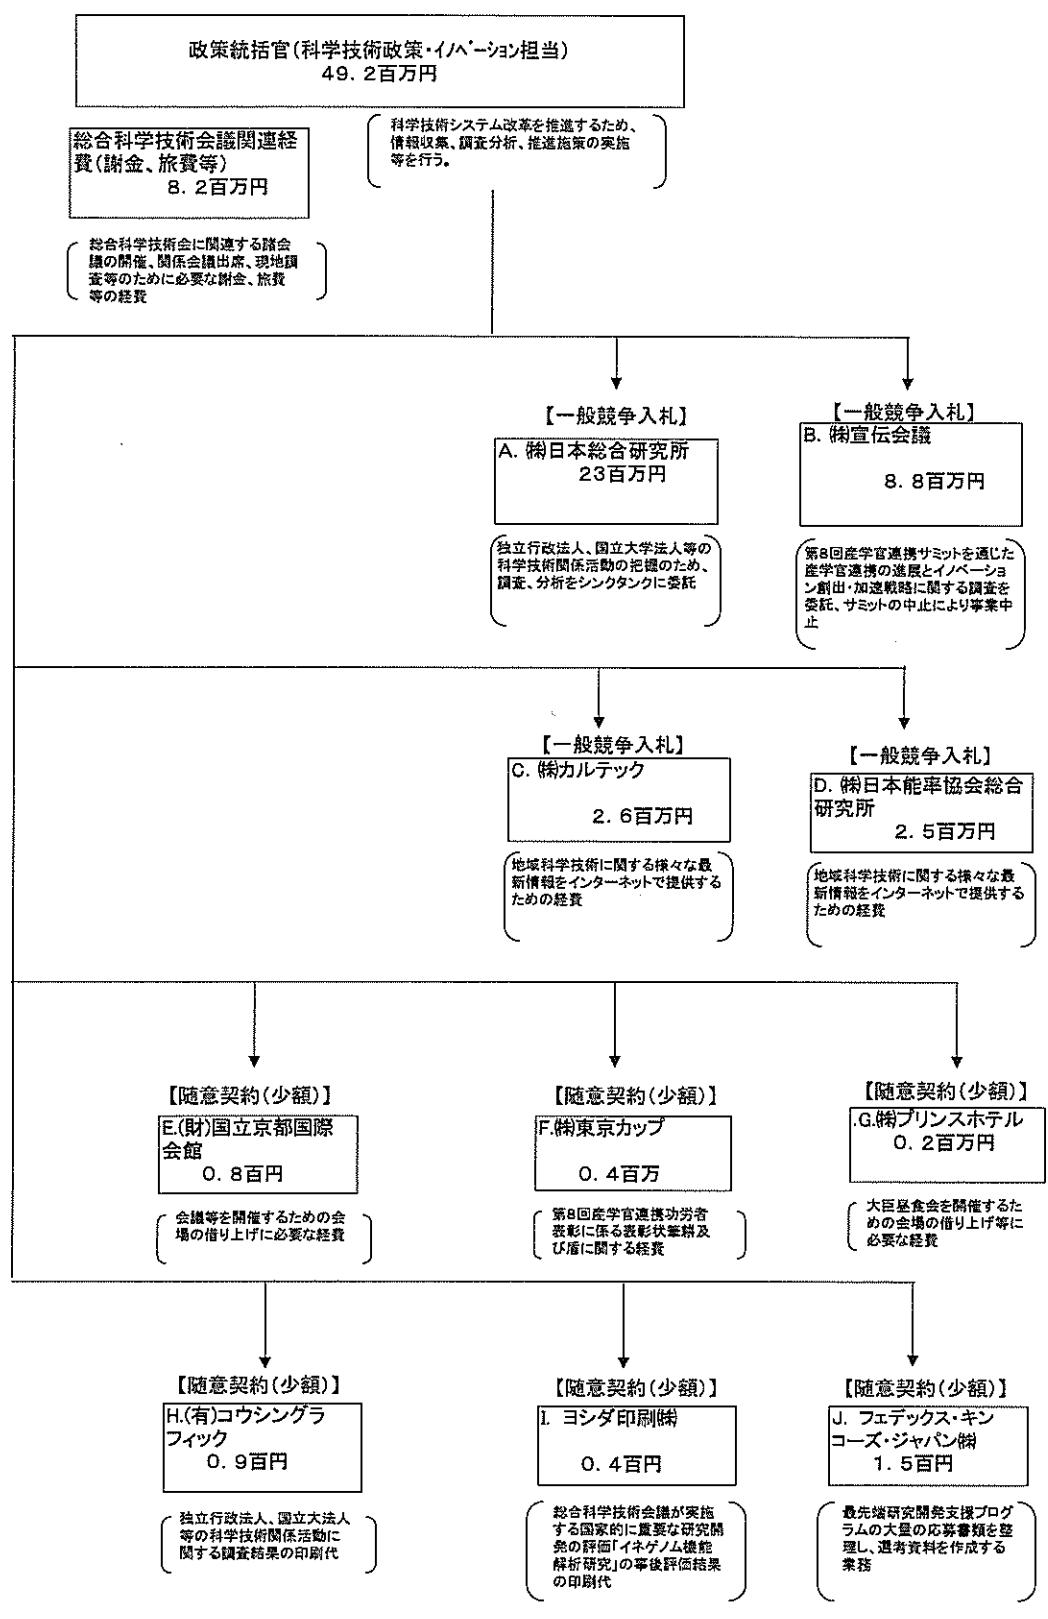 政策統括官(科学技術政策・イノベーション担当)
49.2百万円
総合科学技術会議関連経
費(謝金、旅費等)
8.2百万円
科学技術システム改革を推進するため、
情報収集、調査分析、推進施策の実施
等を行う。
総合科学技術会に関連する諸会
議の開催、関係会議出席、現地調
査等のために必要な謝金、旅費
等の経費
【一般競争入札】
A. ㈱日本総合研究所
23百万円
独立行政法人、国立大学法人等の
科学技術関係活動の把握のため、
調査、分析をシンクタンクに委託
【一般競争入札】
B. ㈱宣伝会議
8.8百万円
第8回産学官連携サミットを通じた
産学官連携の進展とイノベーショ
ン創出・加速戦略に関する調査を
委託、サミットの中止により事業中
止
【一般競争入札】
C. ㈱カルテック
2.6百万円
地域科学技術に関する様々な最
新情報をインターネットで提供する
ための経費
【一般競争入札】
D. ㈱日本能率協会総合
研究所
2.5百万円
地域科学技術に関する様々な最
新情報をインターネットで提供する
ための経費
【随意契約(少額)】
E.(財)国立京都国際
会館
0.8百円
会議等を開催するための会
場の借り上げに必要な経費
【随意契約(少額)】
F.㈱東京カップ
0.4百万
第8回産学官連携功労者
表彰に係る表彰状筆耕及
び盾に関する経費
【随意契約(少額)】
.G.㈱プリンスホテル
0.2百万円
大臣昼食会を開催するた
めの会場の借り上げ等に
必要な経費
【随意契約(少額)】
H.(有)コウシングラ
フィック
0.9百円
独立行政法人、国立大法人
等の科学技術関係活動に
関する調査結果の印刷代
【随意契約(少額)】
I. ヨシダ印刷㈱
0.4百円
総合科学技術会議が実施
する国家的に重要な研究開
発の評価「イネゲノム機能
解析研究」の事後評価結果
の印刷代
【随意契約(少額)】
J. フェデックス・キン
コーズ・ジャパン㈱
1.5百円
最先端研究開発支援プログ
ラムの大量の応募書類を整
理し、選考資料を作成する
業務